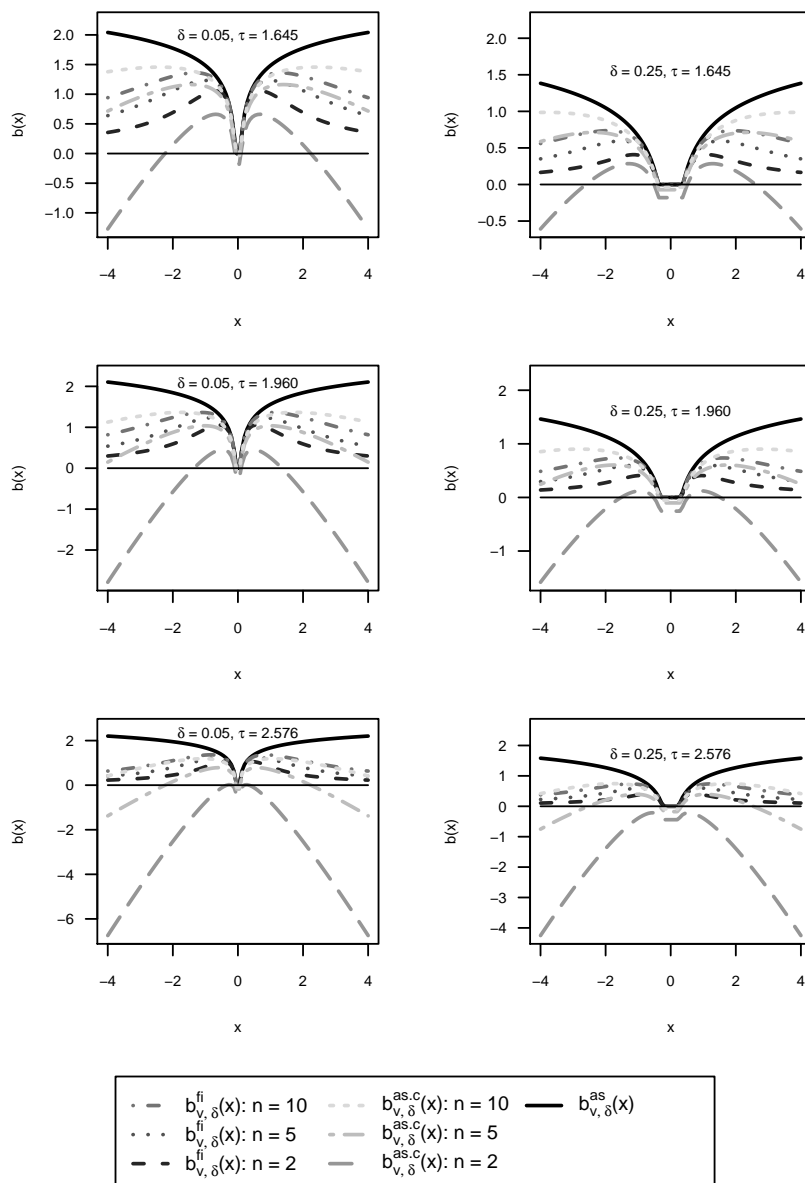 δ = 0.05, τ = 1.645
b(x)
2.0
1.5
1.0
0.5
0.0
−1.0
−4 −2 0 2 4
x
δ = 0.25, τ = 1.645
b(x)
2.0
1.5
1.0
0.5
0.0
−0.5
−4 −2 0 2 4
x
δ = 0.05, τ = 1.960
b(x)
2
1
0
−1
−2
−4 −2 0 2 4
x
δ = 0.25, τ = 1.960
b(x)
2
1
0
−1
−4 −2 0 2 4
x
δ = 0.05, τ = 2.576
b(x)
2
0
−2
−4
−6
−4 −2 0 2 4
x
δ = 0.25, τ = 2.576
b(x)
2
1
0
−1
−2
−3
−4
−4 −2 0 2 4
x
b^fi_v, δ(x): n = 10 b^as.c_v, δ(x): n = 10 b^as_v, δ(x)
b^fi_v, δ(x): n = 5 b^as.c_v, δ(x): n = 5
b^fi_v, δ(x): n = 2 b^as.c_v, δ(x): n = 2